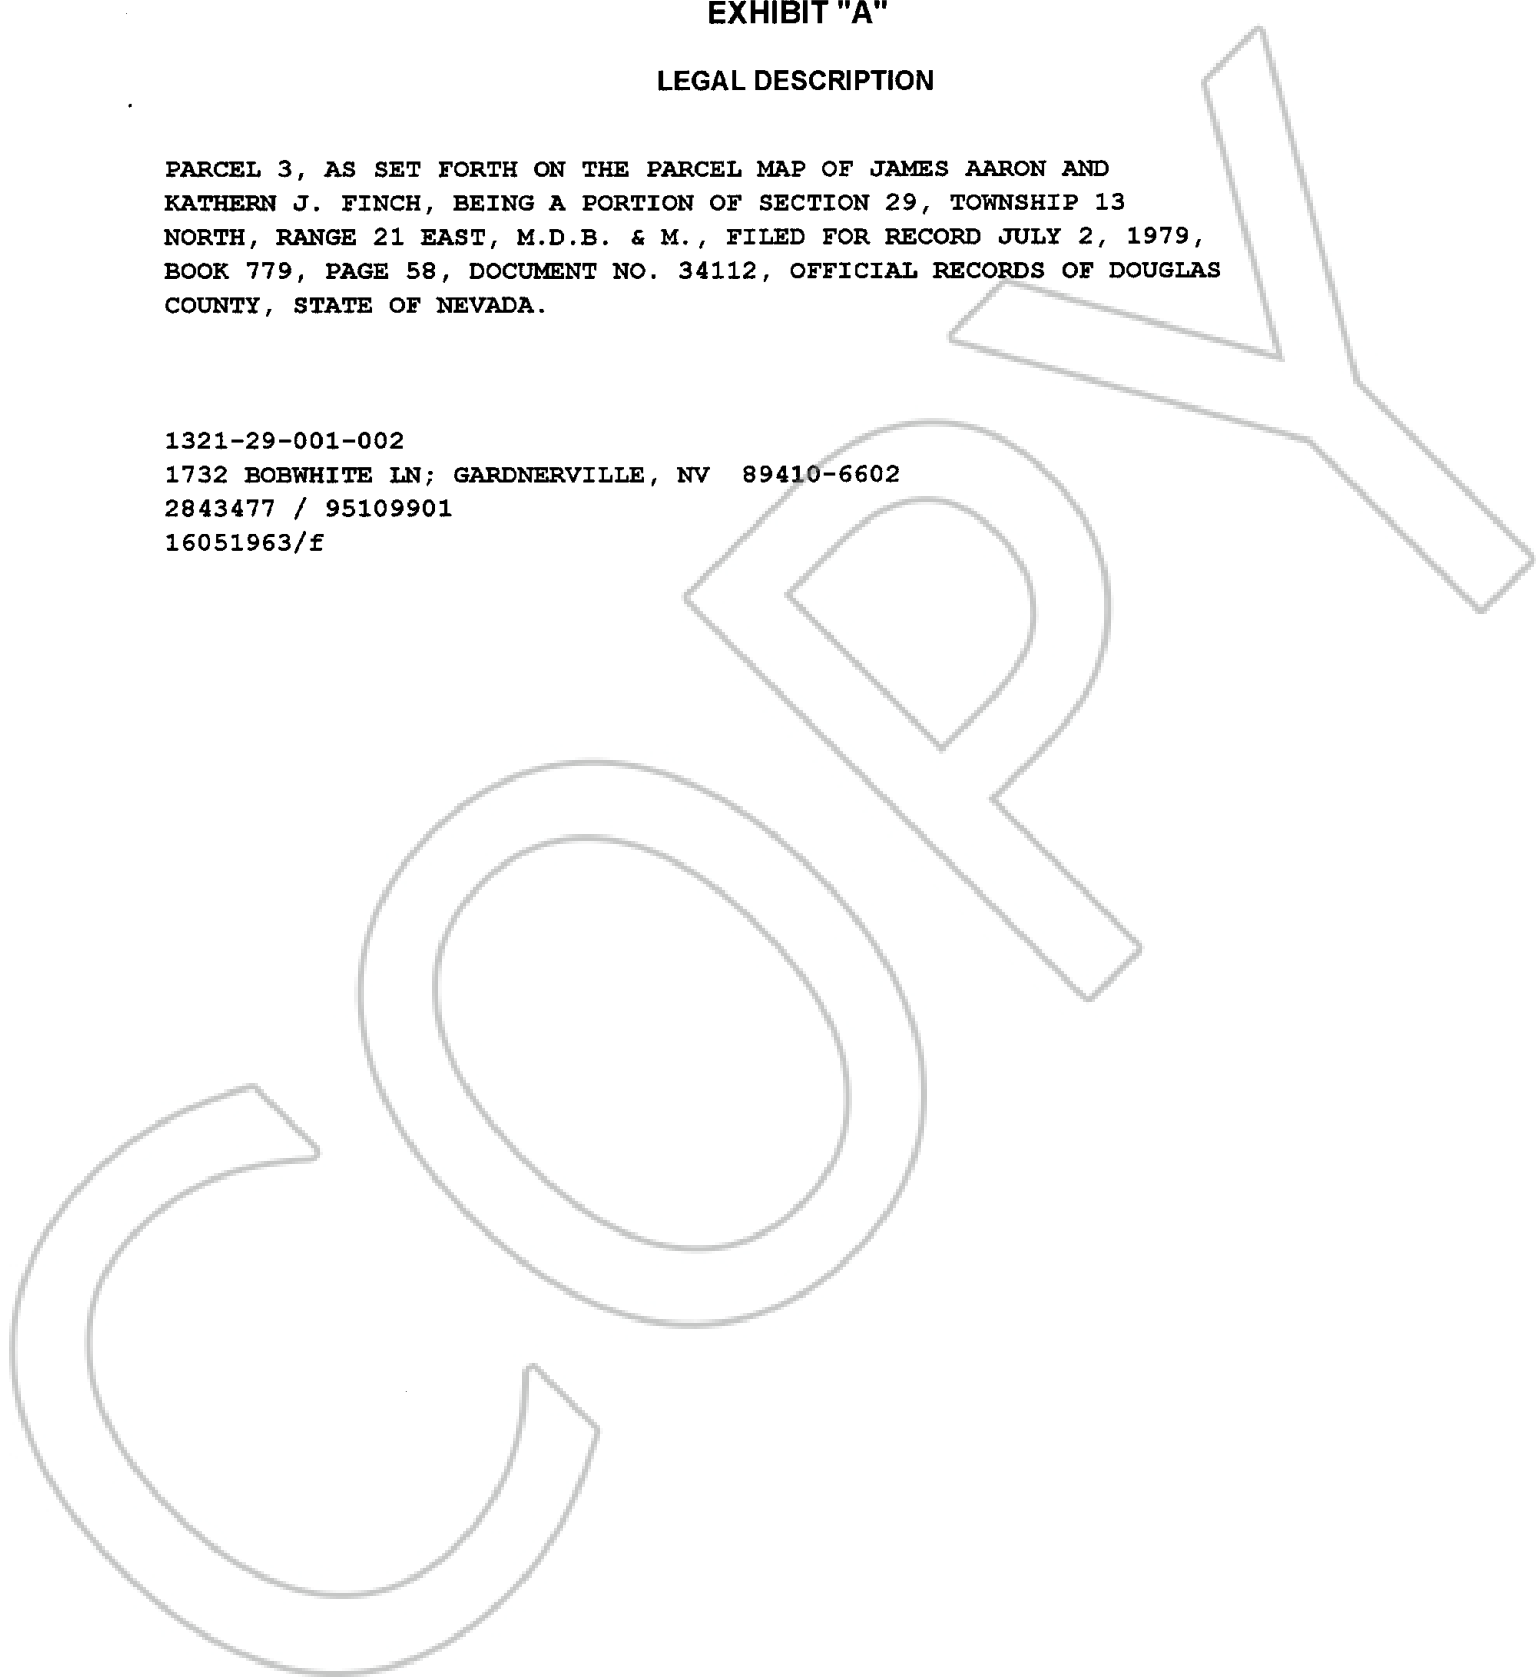 EXHIBIT "A"
LEGAL DESCRIPTION
PARCEL 3, AS SET FORTH ON THE PARCEL MAP OF JAMES AARON AND
KATHERN J. FINCH, BEING A PORTION OF SECTION 29, TOWNSHIP 13
NORTH, RANGE 21 EAST, M.D.B. & M., FILED FOR RECORD JULY 2, 1979,
BOOK 779, PAGE 58, DOCUMENT NO. 34112, OFFICIAL RECORDS OF DOUGLAS
COUNTY, STATE OF NEVADA.
1321-29-001-002
1732 BOBWHITE LN; GARDNERVILLE, NV  89410-6602
2843477 / 95109901
16051963/f
COPY